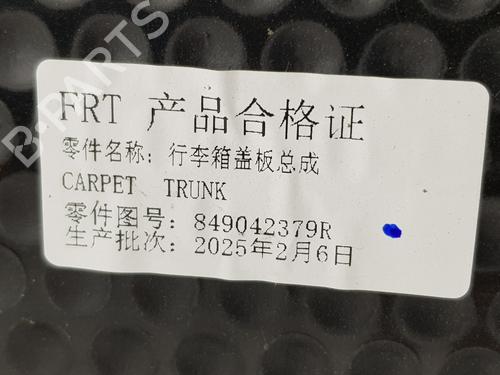 B-PARTS
FRT 产品合格证
零件名称：行李箱盖板总成
CARPET TRUNK
零件图号：849042379R
生产批次：2025年2月6日